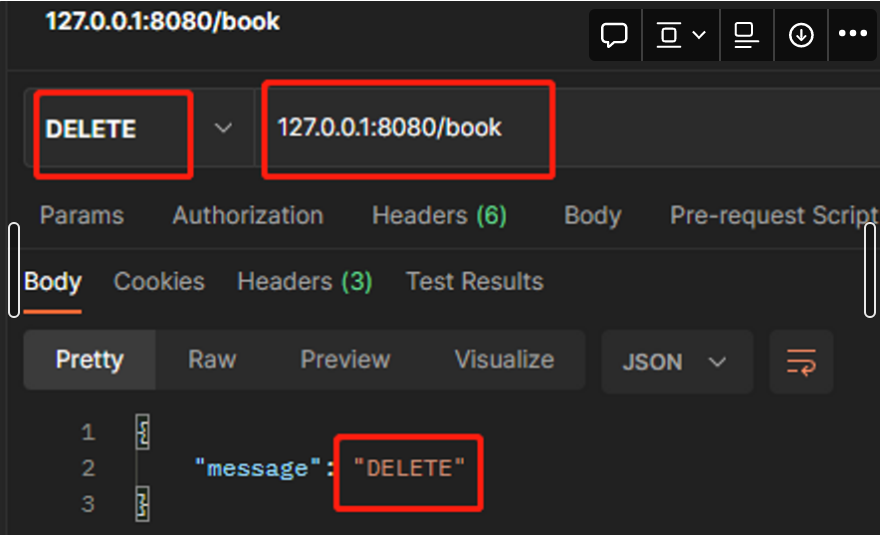 127.0.0.1:8080/book
DELETE 127.0.0.1:8080/book
Params Authorization Headers (6) Body Pre-request Script
Body Cookies Headers (3) Test Results
Pretty Raw Preview Visualize JSON
1 {
2 "message": "DELETE"
3 }